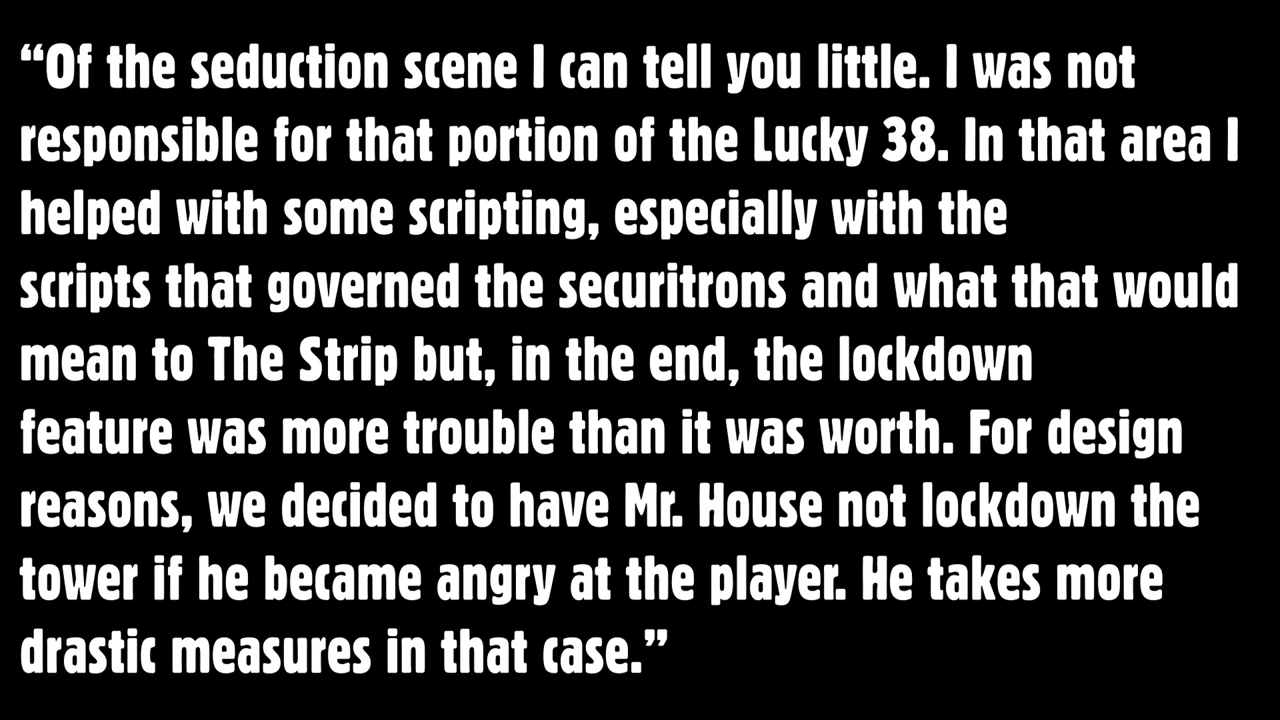 “Of the seduction scene I can tell you little. I was not
responsible for that portion of the Lucky 38. In that area I
helped with some scripting, especially with the
scripts that governed the securitrons and what that would
mean to The Strip but, in the end, the lockdown
feature was more trouble than it was worth. For design
reasons, we decided to have Mr. House not lockdown the
tower if he became angry at the player. He takes more
drastic measures in that case.”